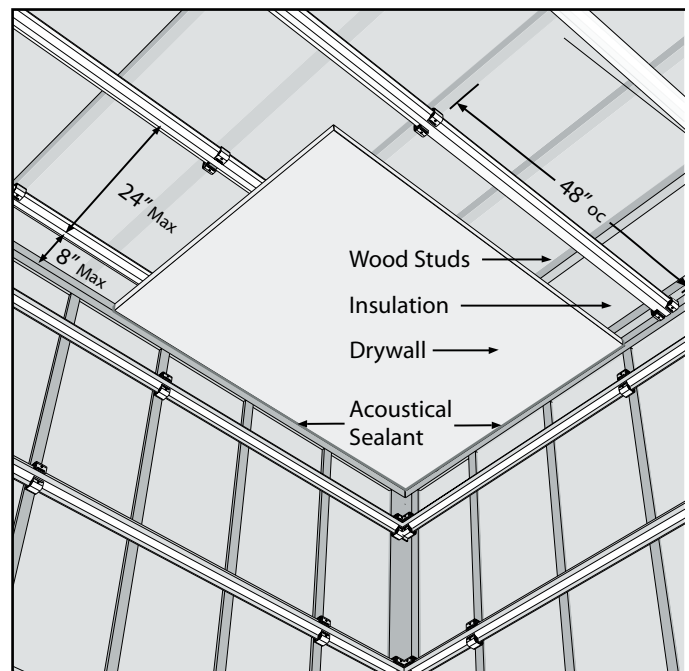 24" Max
8" Max
48" oc
Wood Studs
Insulation
Drywall
Acoustical
Sealant